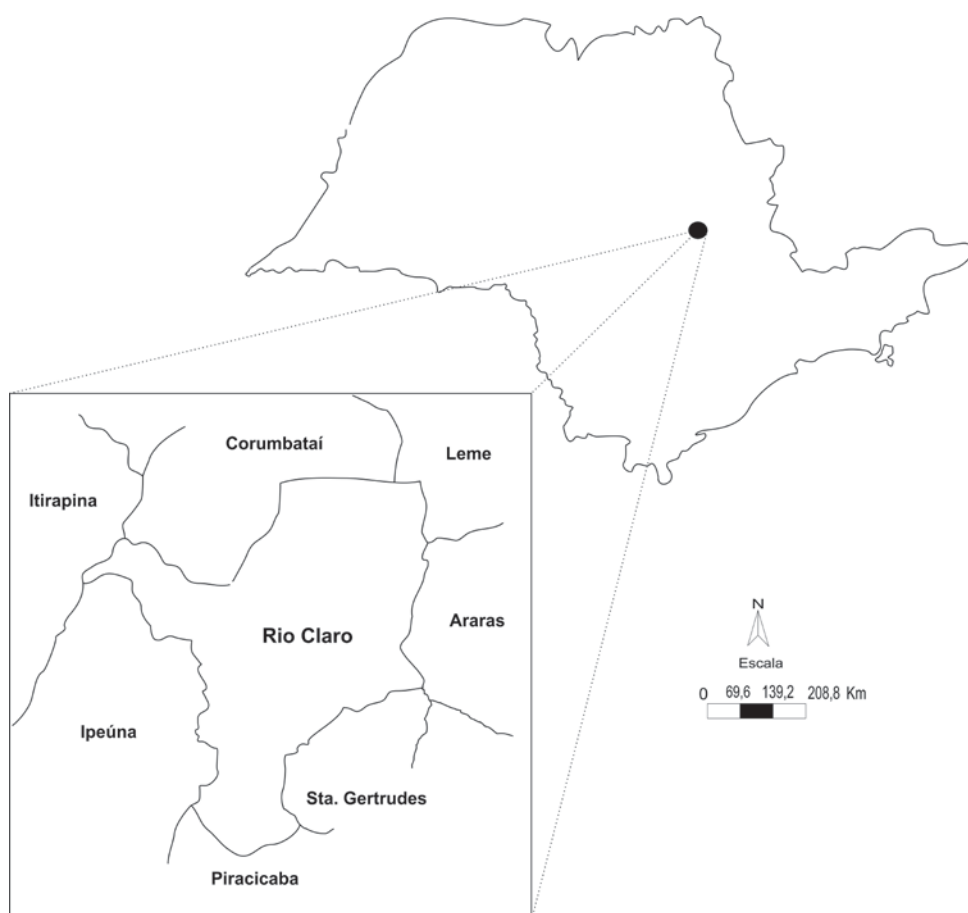 Corumbataí
Leme
Itirapina
Rio Claro
Araras
Ipeúna
Sta. Gertrudes
Piracicaba
N
Escala
0 69,6 139,2 208,8 Km